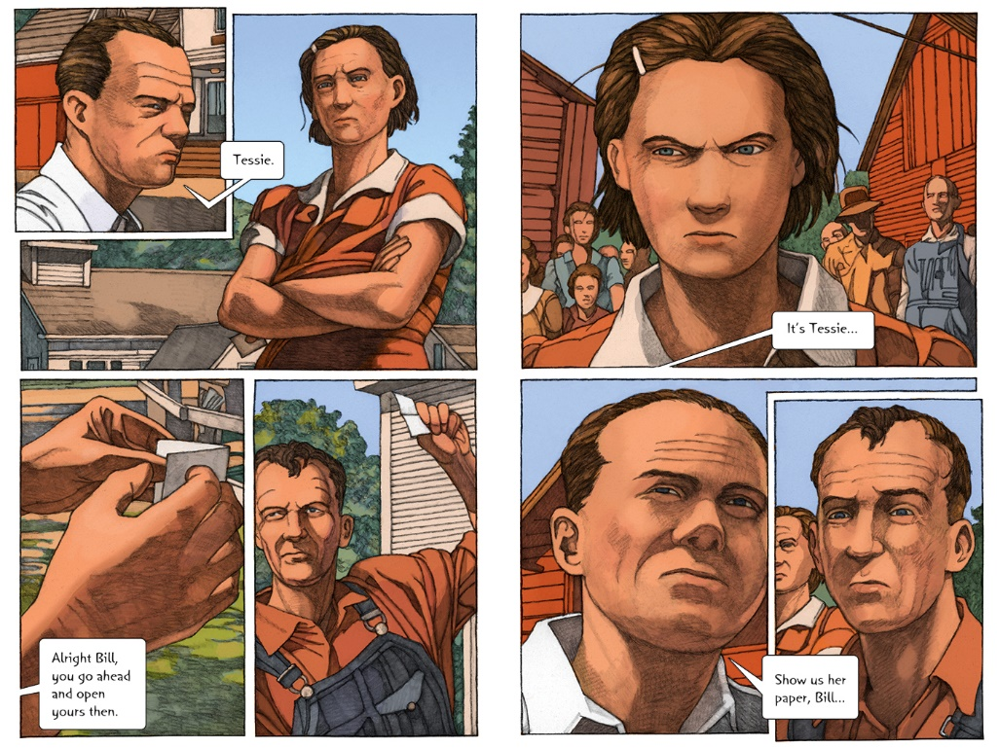 Tessie.
Alright Bill,
you go ahead
and open
yours then.
It's Tessie...
Show us her
paper, Bill...